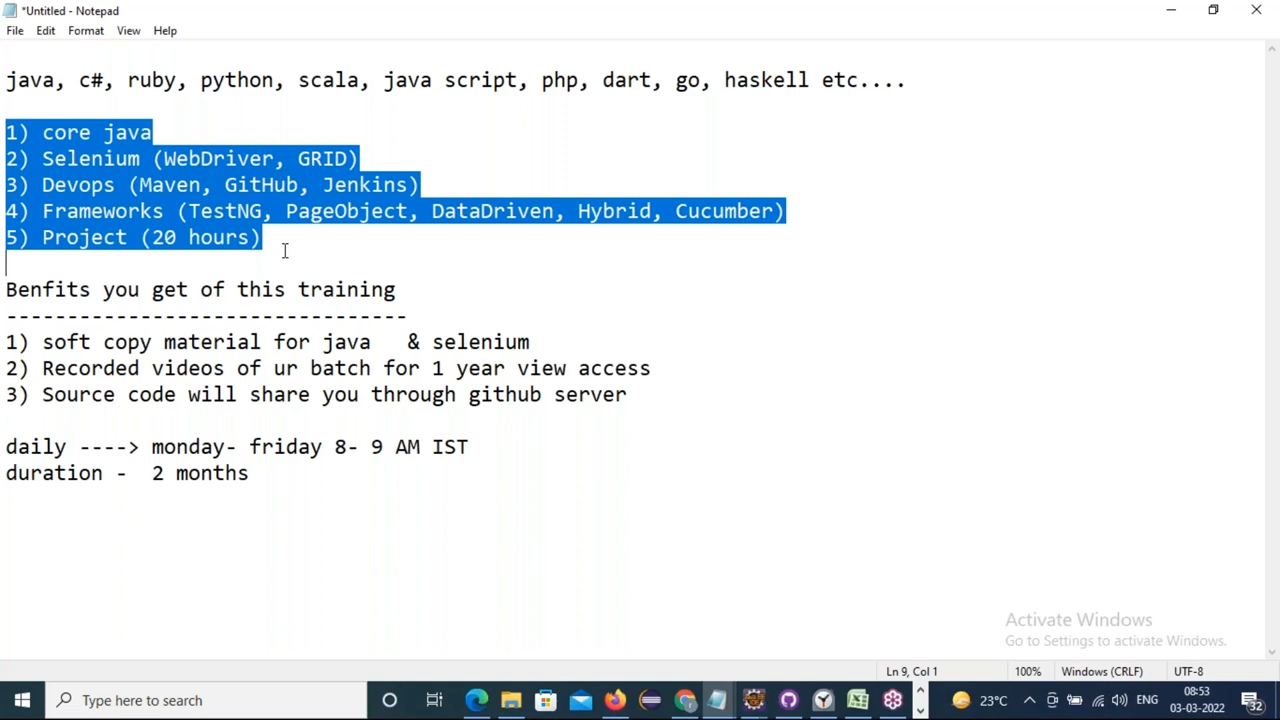 *Untitled - Notepad
File Edit Format View Help
java, c#, ruby, python, scala, java script, php, dart, go, haskell etc....
1) core java
2) Selenium (WebDriver, GRID)
3) Devops (Maven, GitHub, Jenkins)
4) Frameworks (TestNG, PageObject, DataDriven, Hybrid, Cucumber)
5) Project (20 hours)
Benfits you get of this training
---------------------------------
1) soft copy material for java & selenium
2) Recorded videos of ur batch for 1 year view access
3) Source code will share you through github server
daily ----> monday- friday 8- 9 AM IST
duration - 2 months
Activate Windows
Go to Settings to activate Windows.
Ln 9, Col 1 100% Windows (CRLF) UTF-8
Type here to search 23°C ENG 08:53
03-03-2022 32